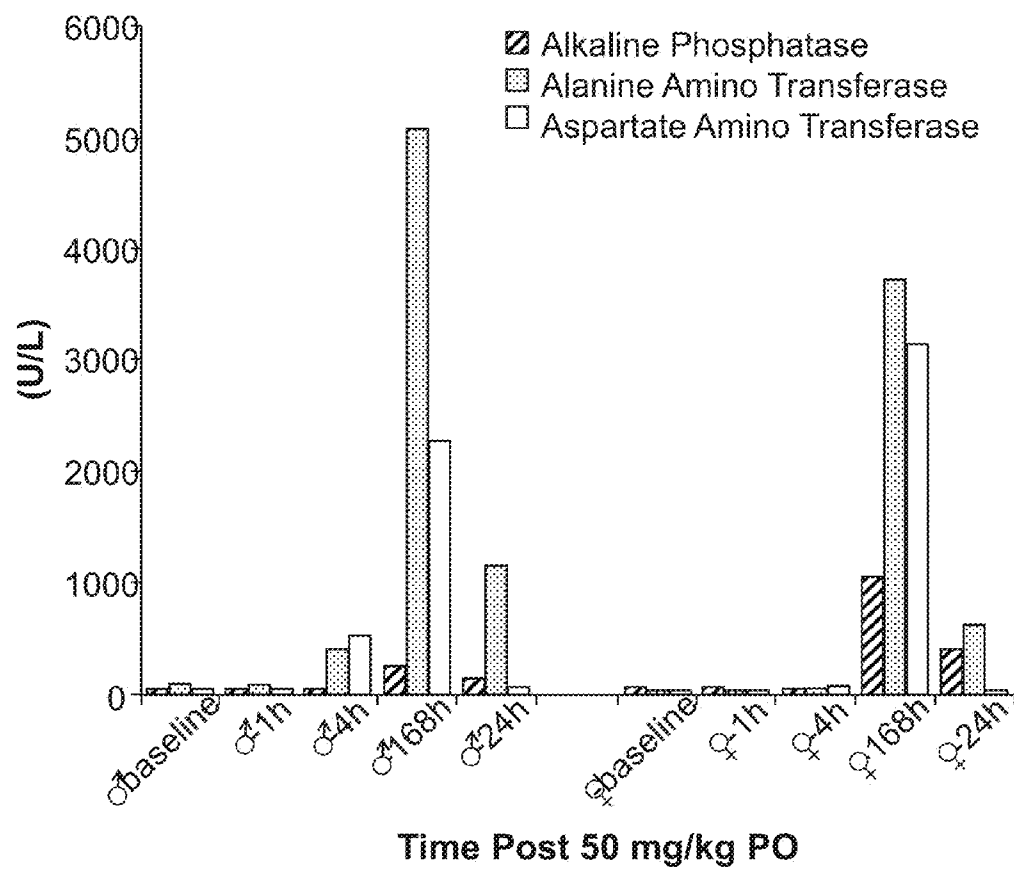 6000
5000
4000
3000
2000
1000
0
(U/L)
Alkaline Phosphatase
Alanine Amino Transferase
Aspartate Amino Transferase
♂baseline
♂-1h
♂-4h
♂168h
♂-24h
♀baseline
♀-1h
♀-4h
♀168h
♀-24h
Time Post 50 mg/kg PO